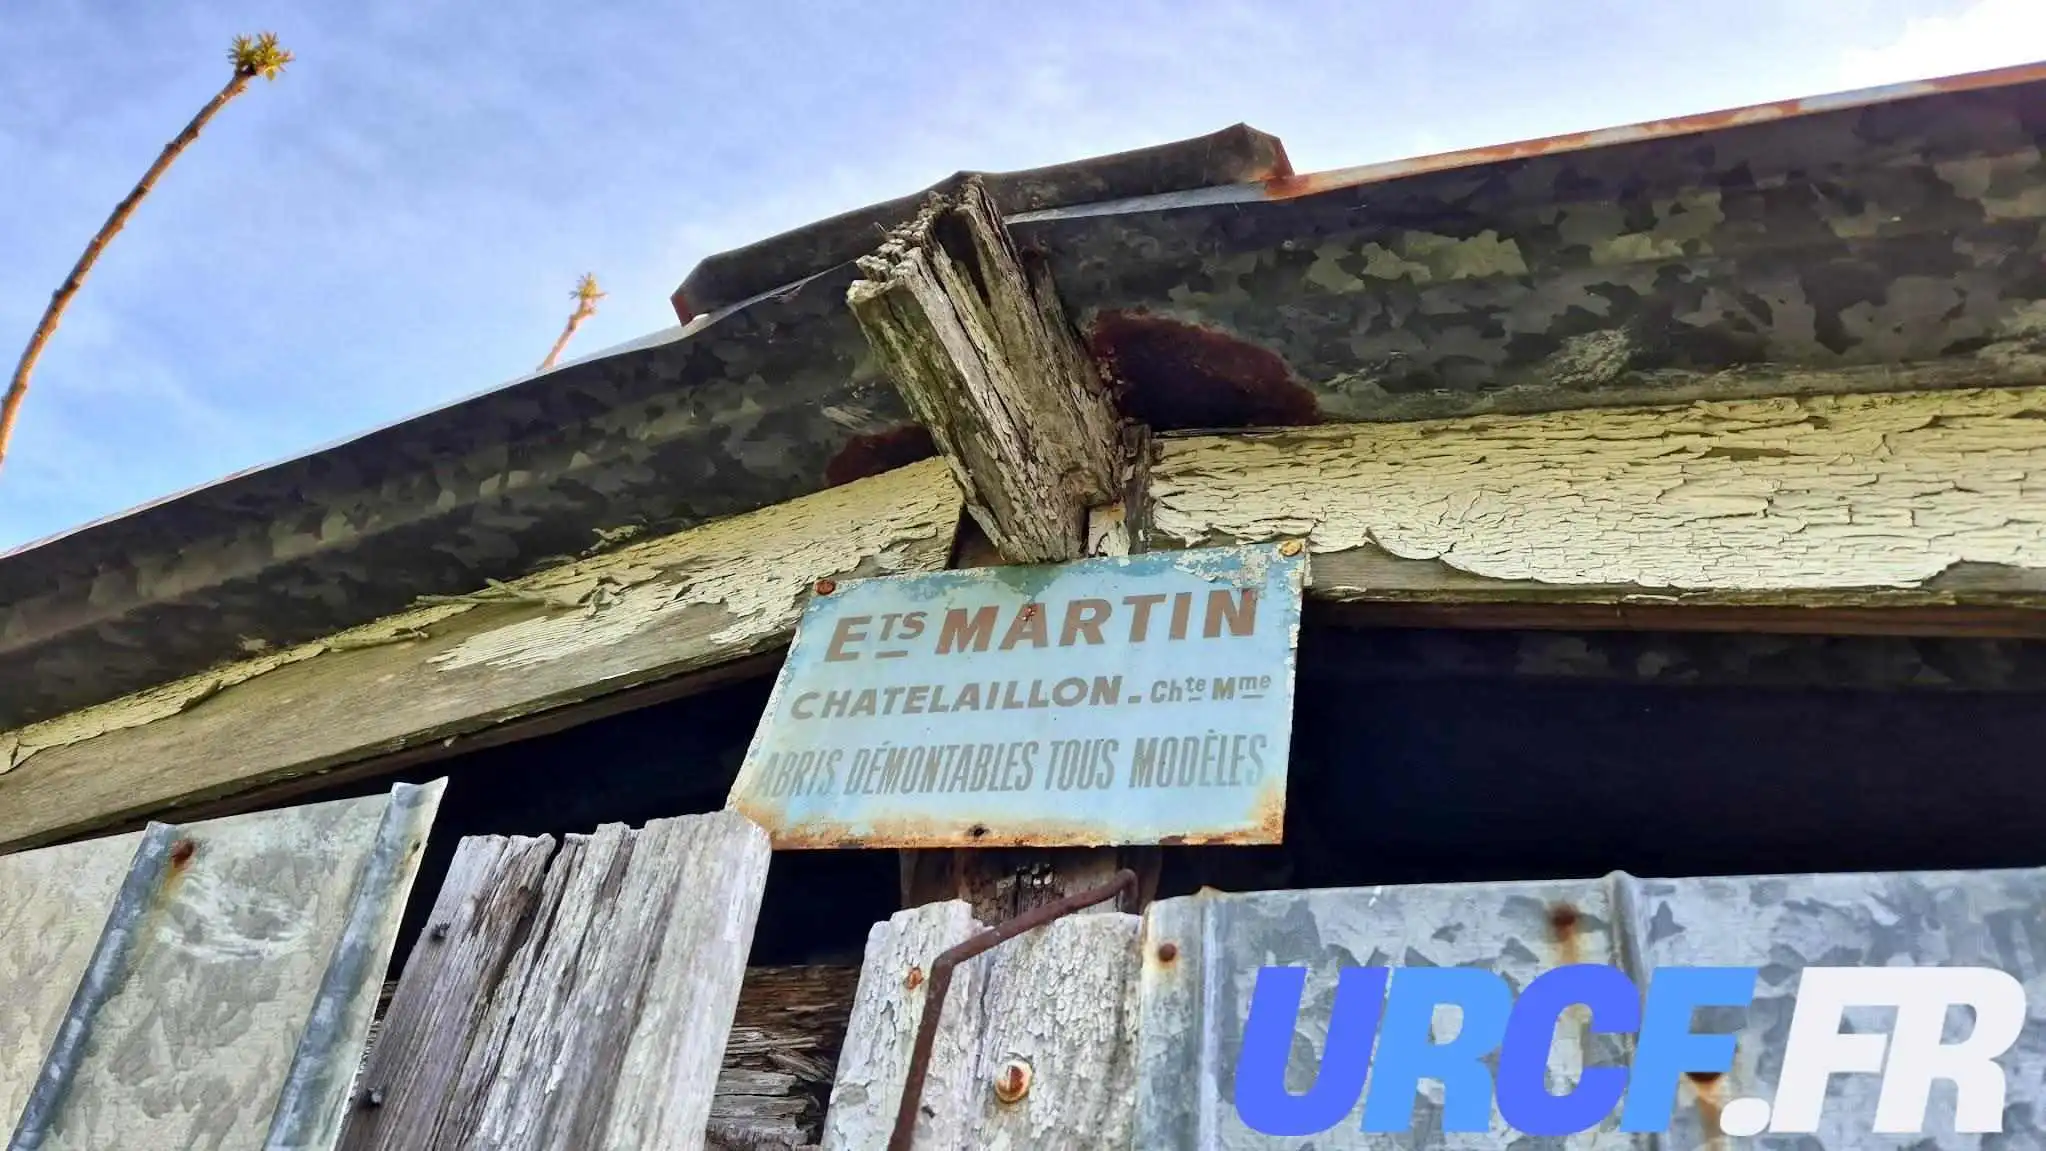 ETS MARTIN
CHATELAILLON - Chte Mme
ABRIS DÉMONTABLES TOUS MODÈLES
URCF.FR